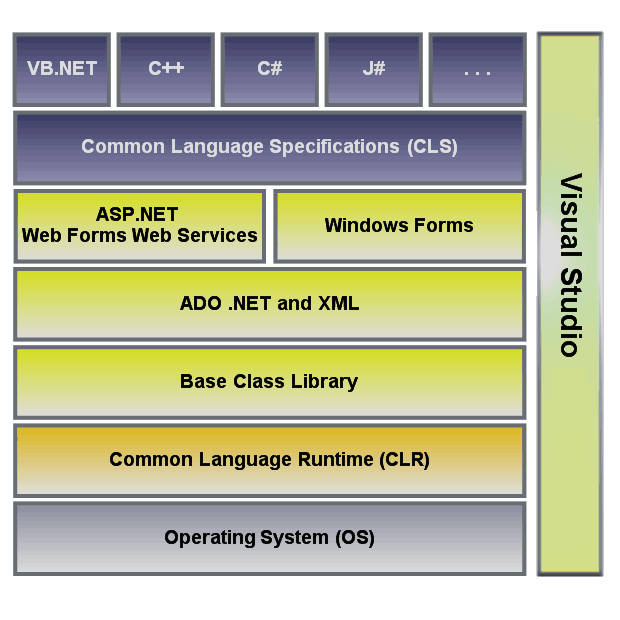 VB.NET
C++
C#
J#
. . .
Common Language Specifications (CLS)
ASP.NET
Web Forms Web Services
Windows Forms
ADO .NET and XML
Base Class Library
Common Language Runtime (CLR)
Operating System (OS)
Visual Studio